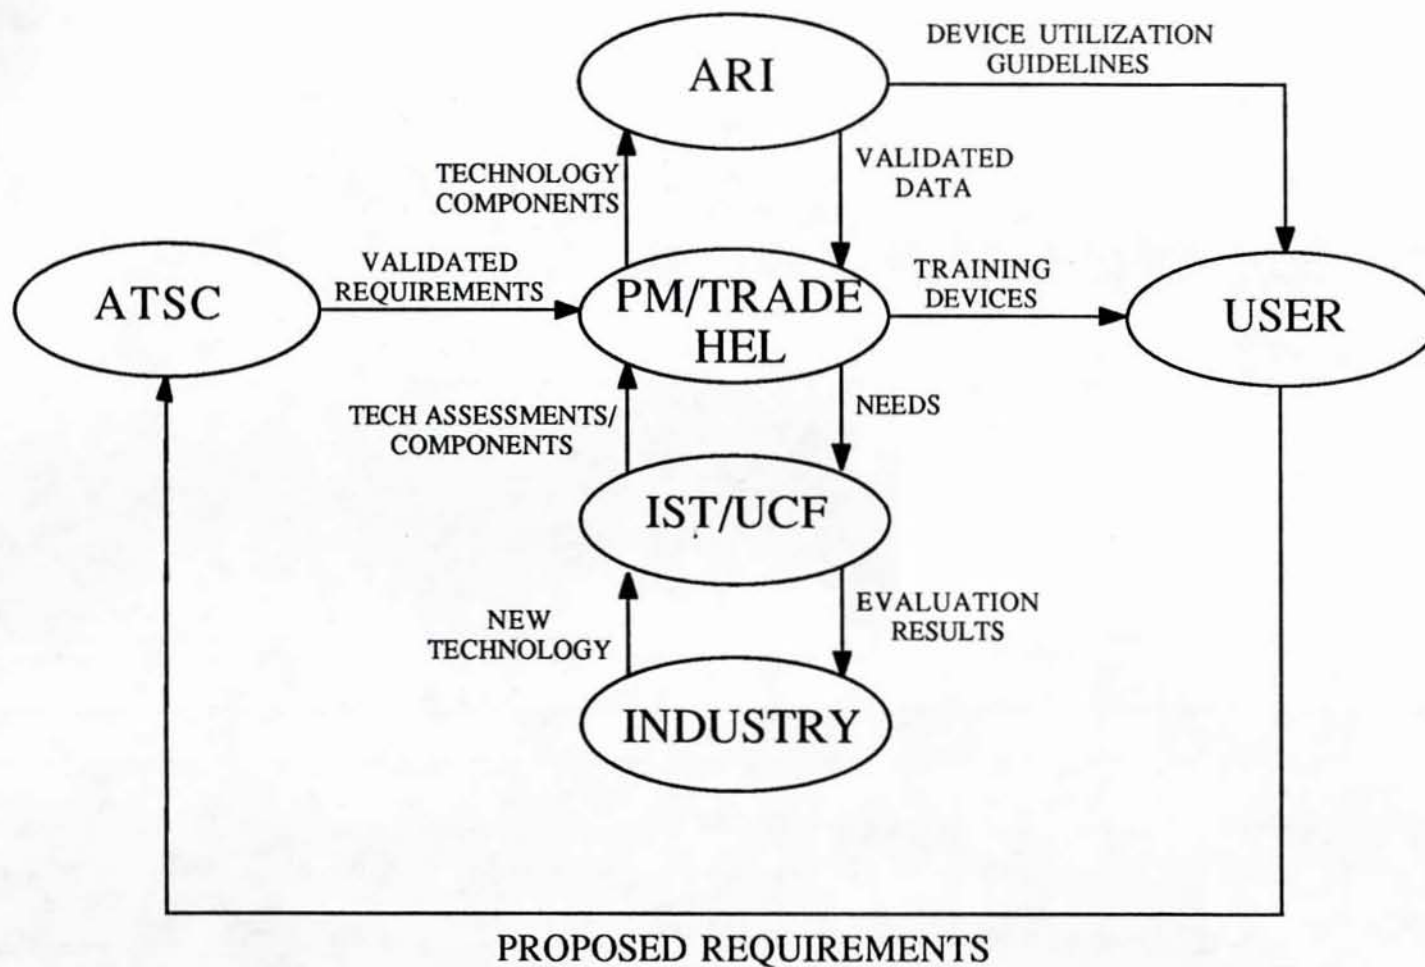 DEVICE UTILIZATION
GUIDELINES
ARI
TECHNOLOGY
COMPONENTS
VALIDATED
DATA
ATSC
VALIDATED
REQUIREMENTS
PM/TRADE
HEL
TRAINING
DEVICES
USER
TECH ASSESSMENTS/
COMPONENTS
NEEDS
IST/UCF
NEW
TECHNOLOGY
EVALUATION
RESULTS
INDUSTRY
PROPOSED REQUIREMENTS